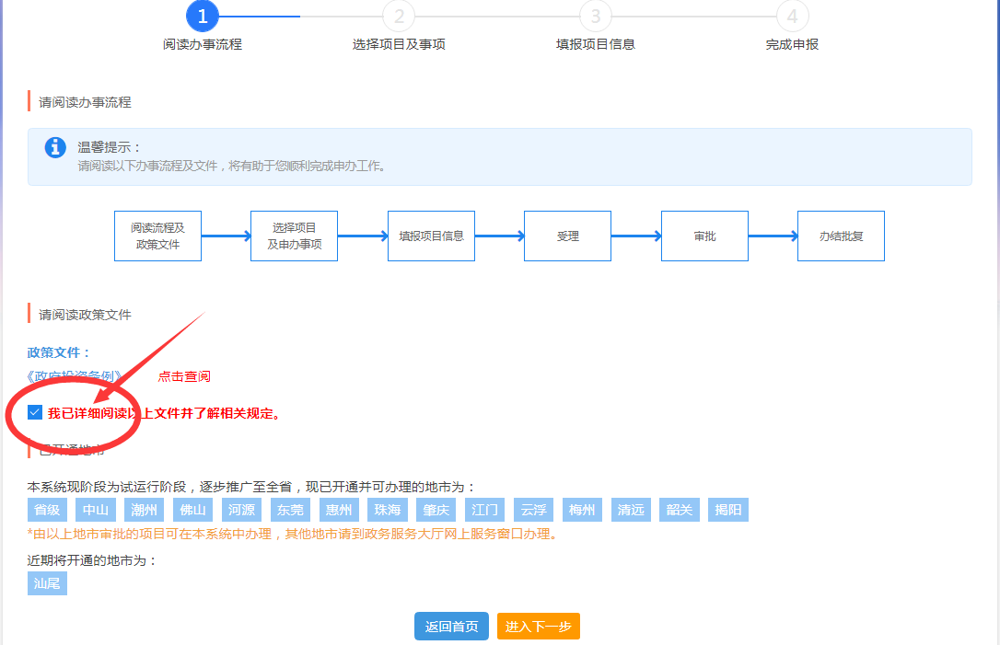 1 2 3 4
阅读办事流程 选择项目及事项 填报项目信息 完成申报
请阅读办事流程
温馨提示：
请阅读以下办事流程及文件，将有助于您顺利完成申办工作。
阅读流程及
政策文件
选择项目
及申办事项
填报项目信息
受理
审批
办结批复
请阅读政策文件
政策文件：
《政府投资条例》 点击查阅
我已详细阅读以上文件并了解相关规定。
已开通地市
本系统现阶段为试运行阶段，逐步推广至全省，现已开通并可办理的地市为：
省级 中山 潮州 佛山 河源 东莞 惠州 珠海 肇庆 江门 云浮 梅州 清远 韶关 揭阳
*由以上地市审批的项目可在本系统中办理，其他地市请到政务服务大厅网上服务窗口办理。
近期将开通的地市为：
汕尾
返回首页 进入下一步